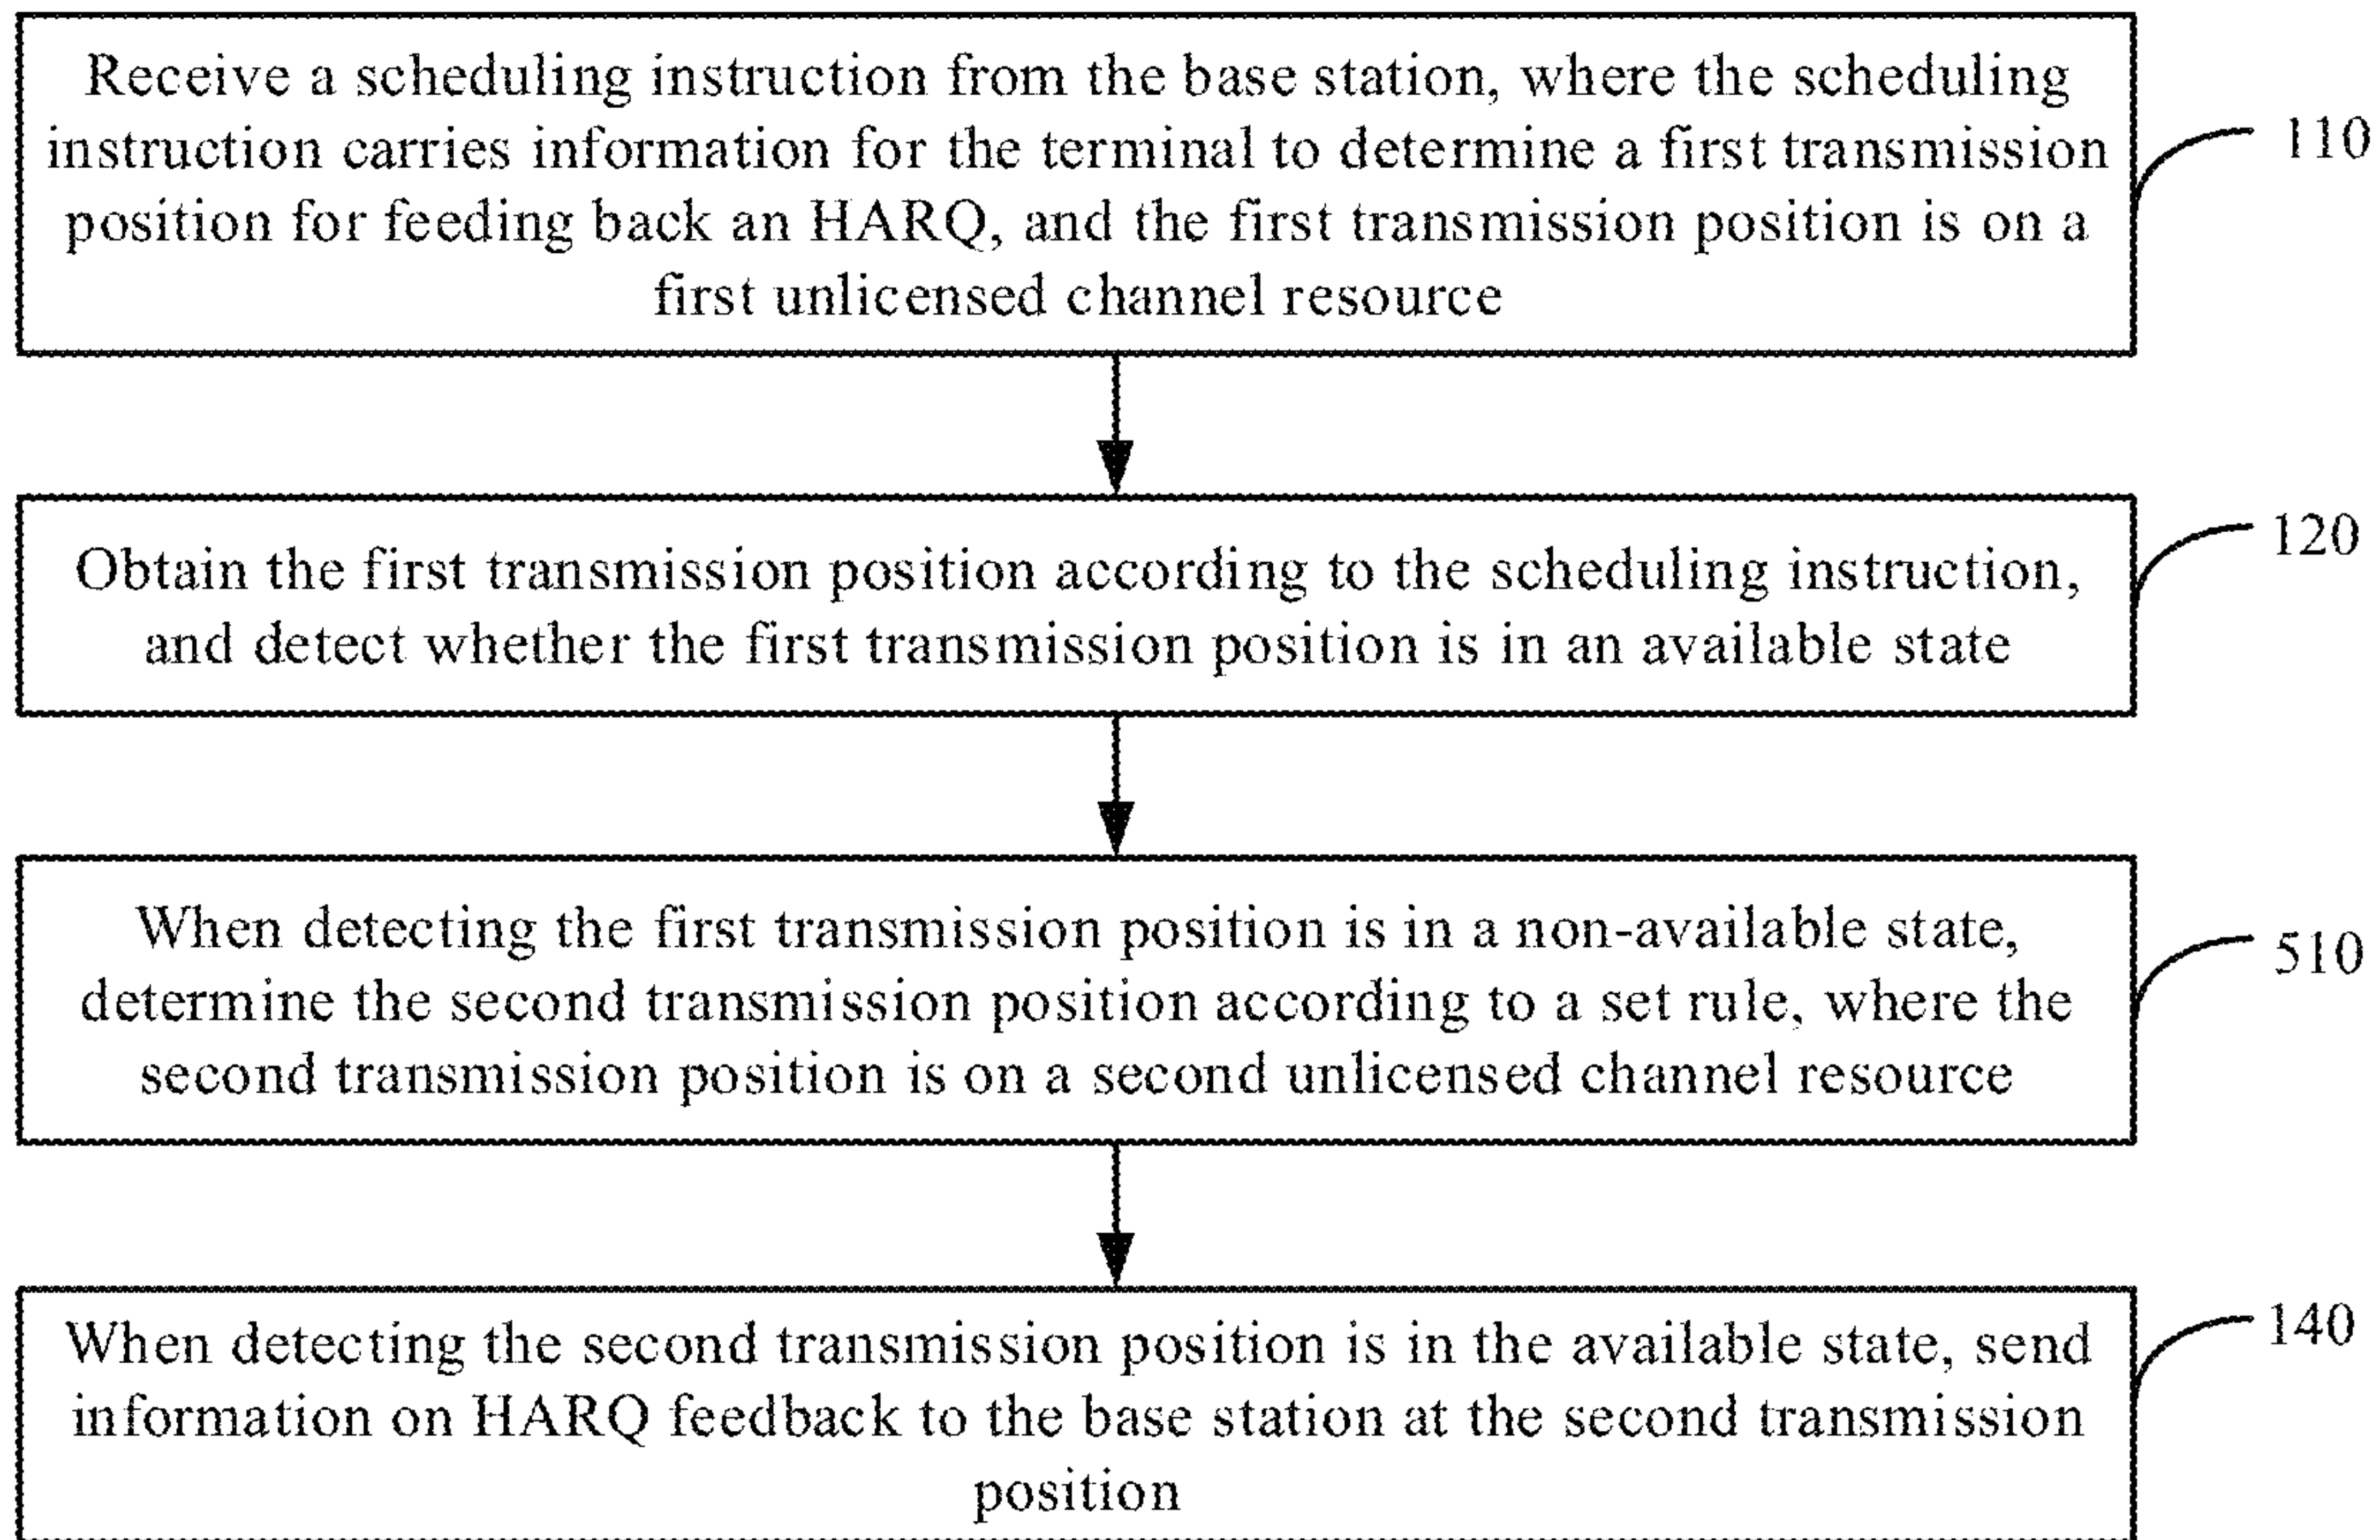 Receive a scheduling instruction from the base station, where the scheduling
instruction carries information for the terminal to determine a first transmission
position for feeding back an HARQ, and the first transmission position is on a
first unlicensed channel resource
110
Obtain the first transmission position according to the scheduling instruction,
and detect whether the first transmission position is in an available state
120
When detecting the first transmission position is in a non-available state,
determine the second transmission position according to a set rule, where the
second transmission position is on a second unlicensed channel resource
510
When detecting the second transmission position is in the available state, send
information on HARQ feedback to the base station at the second transmission
position
140